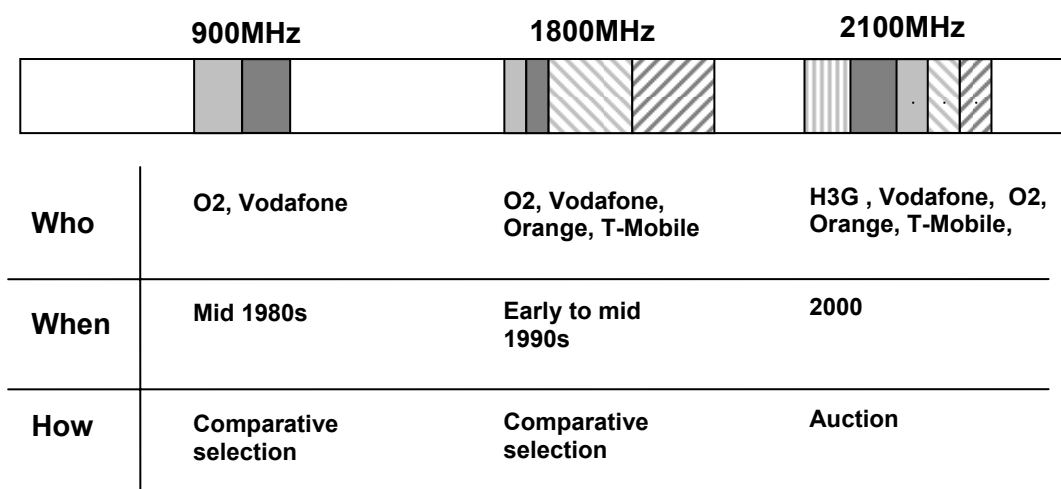 900MHz
1800MHz
2100MHz
Who
O2, Vodafone
O2, Vodafone,
Orange, T-Mobile
H3G , Vodafone, O2,
Orange, T-Mobile,
When
Mid 1980s
Early to mid
1990s
2000
How
Comparative
selection
Comparative
selection
Auction